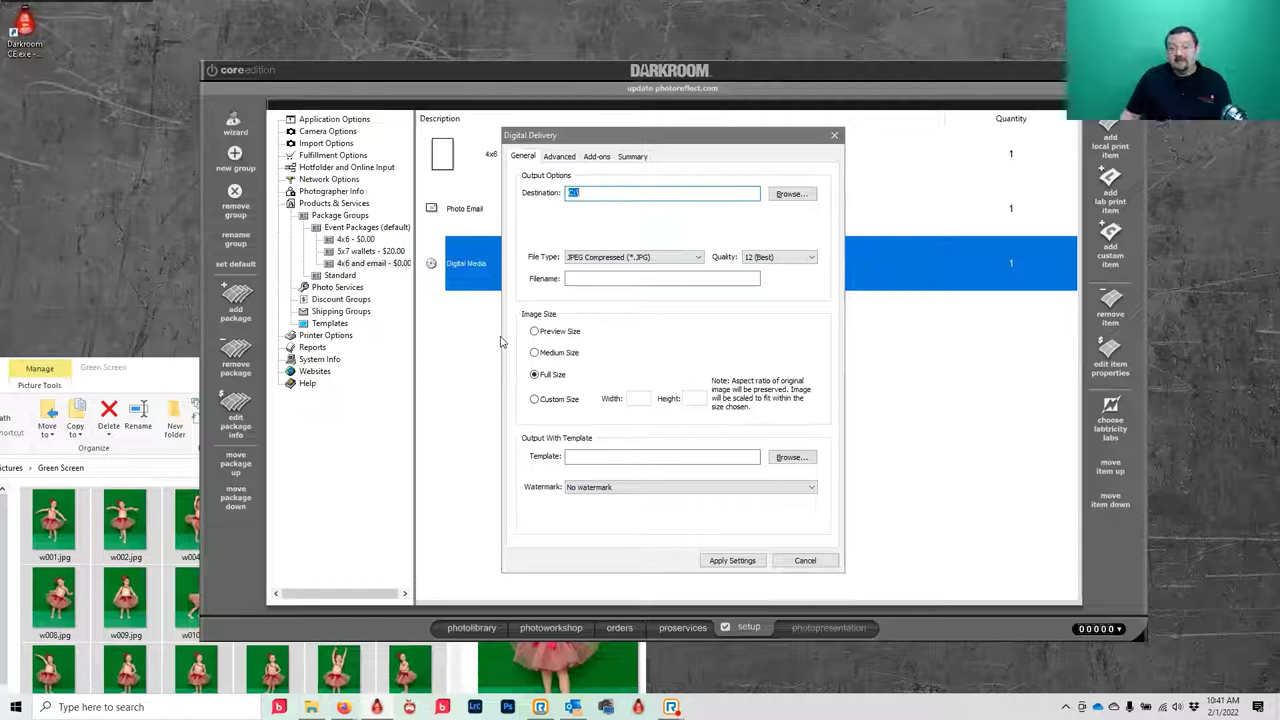 Darkroom
CE.exe -...
coreedition
DARKROOM
update photoreflect.com
wizard
new group
remove
group
rename
group
set default
add
package
remove
package
edit
package
info
move
package
up
move
package
down
Application Options
Camera Options
Import Options
Fulfillment Options
Hotfolder and Online Input
Network Options
Photographer Info
Products & Services
Package Groups
Event Packages (default)
4x6 - $0.00
5x7 wallets - $20.00
4x6 and email - $0.00
Standard
Photo Services
Discount Groups
Shipping Groups
Templates
Printer Options
Reports
System Info
Websites
Help
Description
Quantity
4x6
1
Photo Email
1
Digital Media
1
Digital Delivery
General
Advanced
Add-ons
Summary
Output Options
Destination:
C:\
Browse...
File Type:
JPEG Compressed (*.JPG)
Quality:
12 (Best)
Filename:
Image Size
Preview Size
Medium Size
Full Size
Custom Size
Width:
Height:
Note: Aspect ratio of original
image will be preserved. Image
will be scaled to fit within the
size chosen.
Output With Template
Template:
Browse...
Watermark:
No watermark
Apply Settings
Cancel
add
local print
item
add
lab print
item
add
custom
item
remove
item
edit item
properties
choose
labtricity
labs
move
item up
move
item down
photolibrary
photoworkshop
orders
proservices
setup
photopresentation
00000
Manage
Green Screen
Picture Tools
Move
to
Copy
to
Delete
Rename
New
folder
Organize
Green Screen
w001.jpg
w002.jpg
w008.jpg
w009.jpg
Type here to search
Lrc
Ps
10:41 AM
2/1/2022